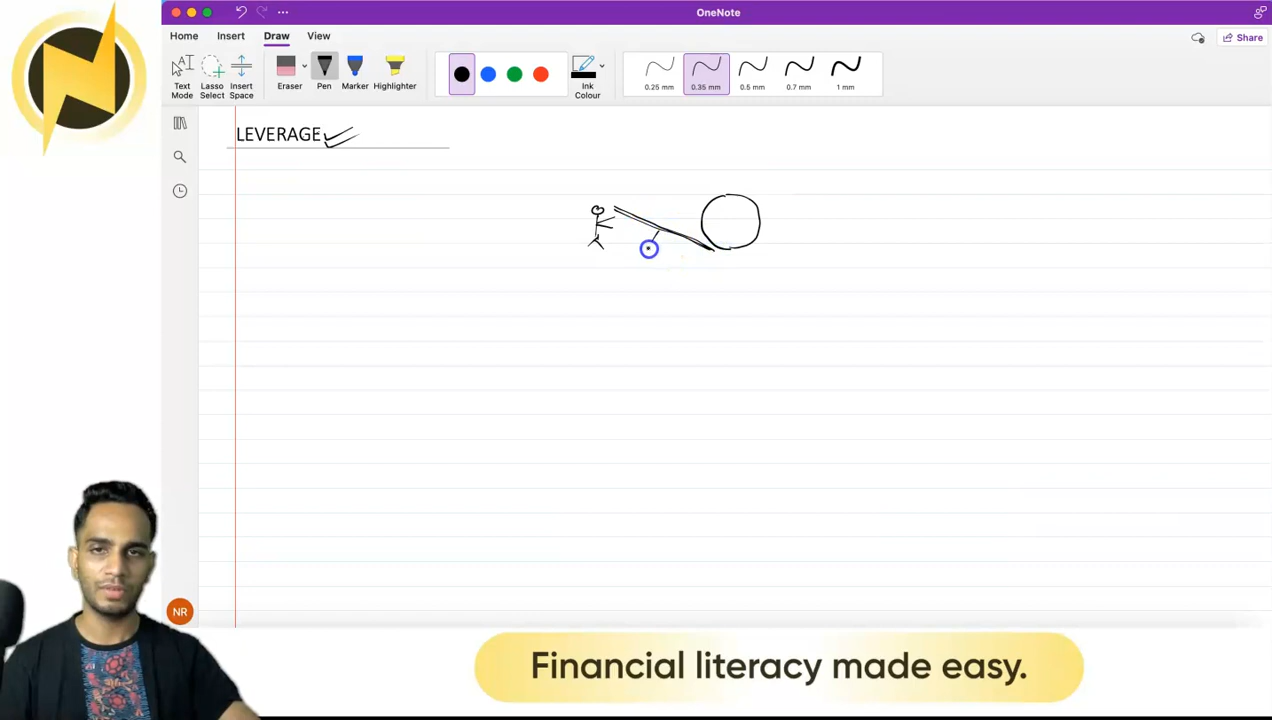 OneNote
Home Insert Draw View
Share
Text Mode
Lasso Select
Insert Space
Eraser
Pen
Marker
Highlighter
Ink Colour
0.25 mm
0.35 mm
0.5 mm
0.7 mm
1 mm
LEVERAGE
NR
Financial literacy made easy.